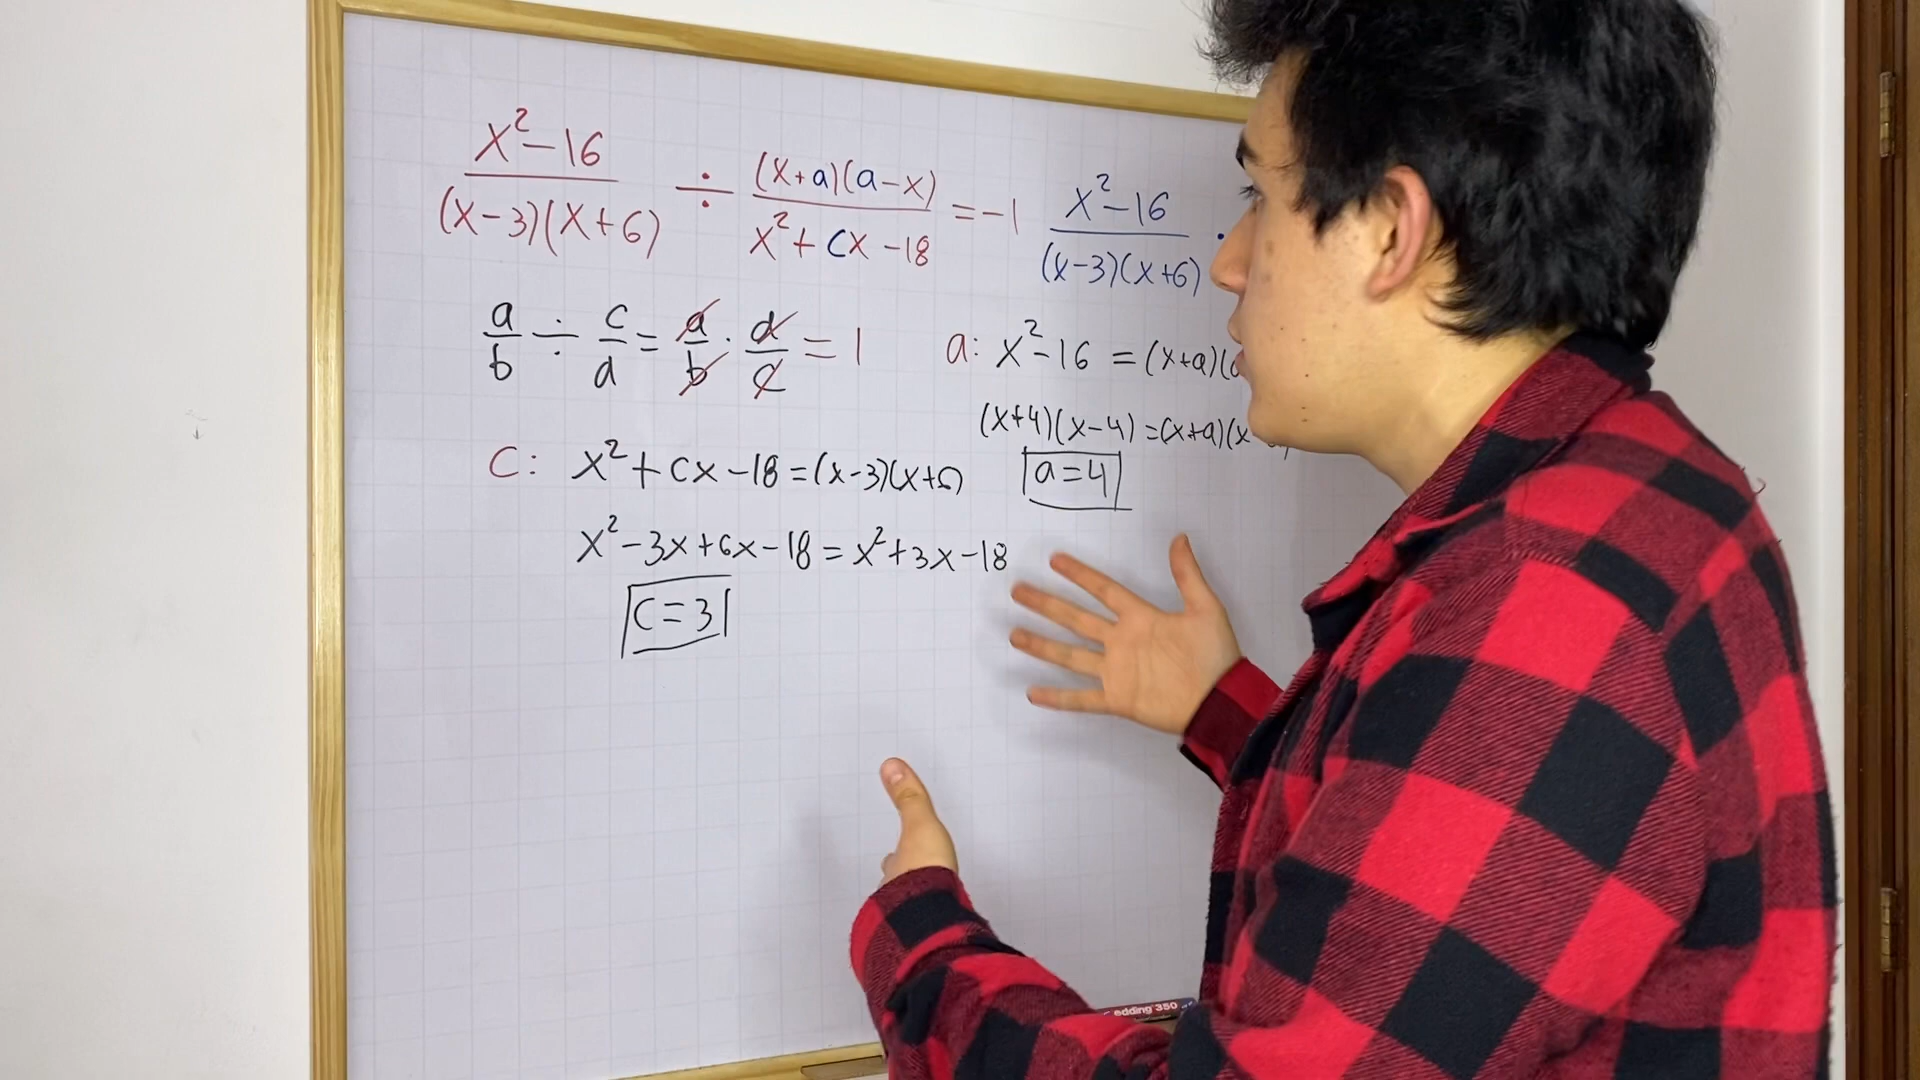 x²-16 / (x-3)(x+6) ÷ (x+a)(a-x) / x²+cx-18 = -1
x²-16 / (x-3)(x+6) ·
a/b ÷ c/d = a/b · d/c = 1
a: x²-16 = (x+a)(
(x+4)(x-4) = (x+a)(x
a=4
C: x²+cx-18 = (x-3)(x+6)
x²-3x+6x-18 = x²+3x-18
C=3
edding 350